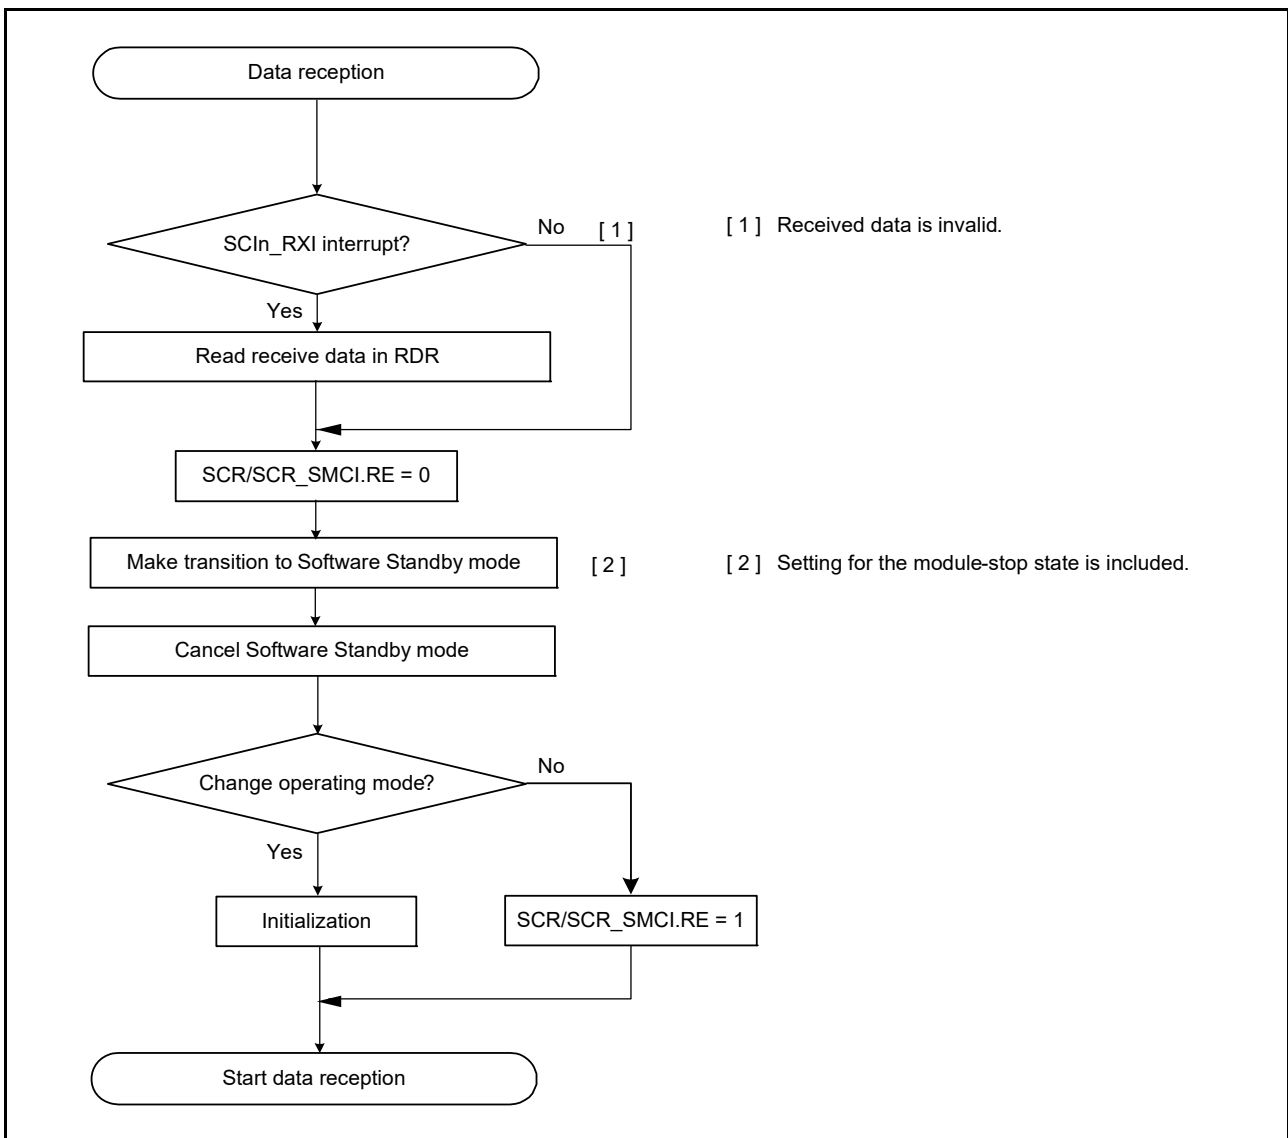 Data reception
No [ 1 ] [ 1 ] Received data is invalid.
SCIn_RXI interrupt?
Yes
Read receive data in RDR
SCR/SCR_SMCI.RE = 0
Make transition to Software Standby mode [ 2 ] [ 2 ] Setting for the module-stop state is included.
Cancel Software Standby mode
No
Change operating mode?
Yes
Initialization SCR/SCR_SMCI.RE = 1
Start data reception